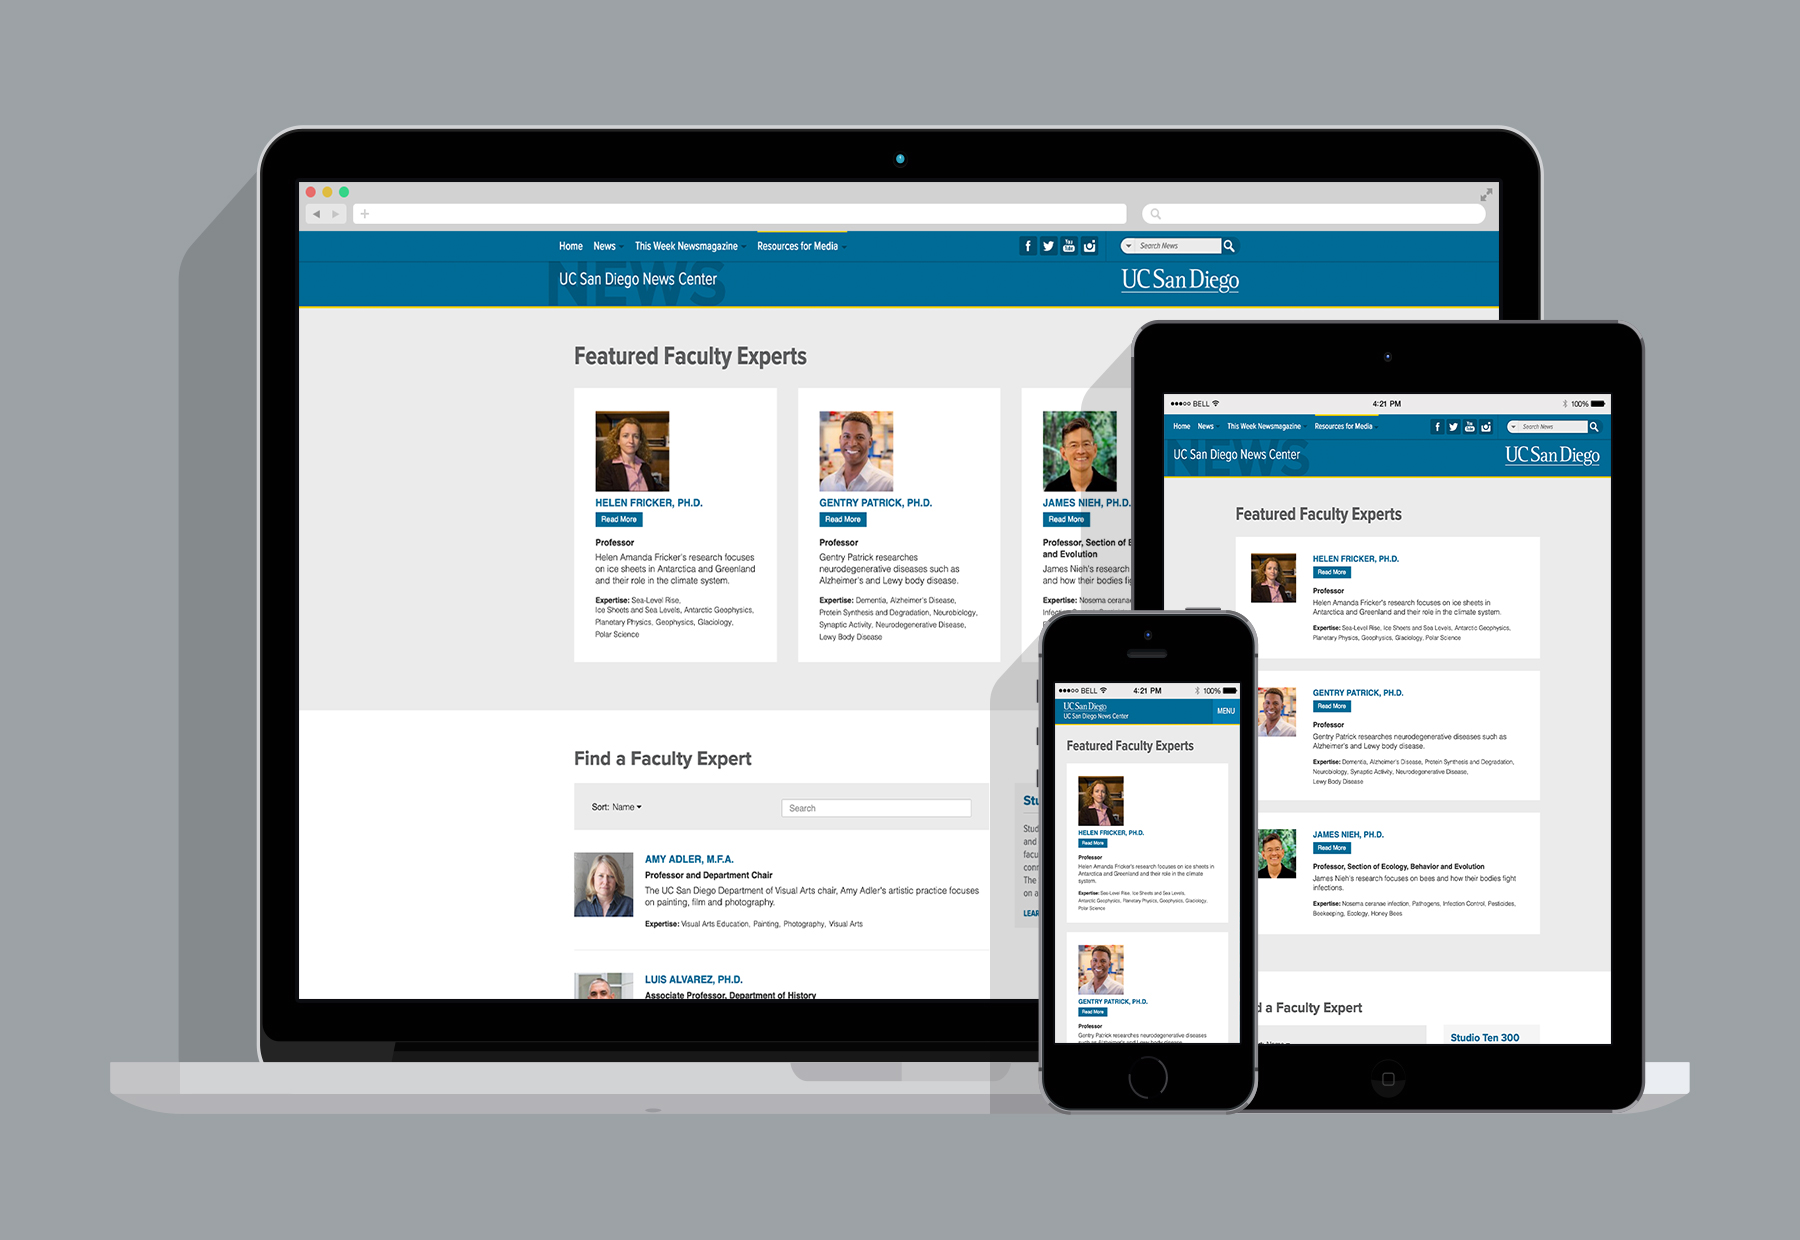 Home News This Week Newsmagazine Resources for Media
Search News
NEWS
UC San Diego News Center
UC San Diego
Featured Faculty Experts
HELEN FRICKER, PH.D.
Read More
Professor
Helen Amanda Fricker's research focuses
on ice sheets in Antarctica and Greenland
and their role in the climate system.
Expertise: Sea-Level Rise,
Ice Sheets and Sea Levels, Antarctic Geophysics,
Planetary Physics, Geophysics, Glaciology,
Polar Science
GENTRY PATRICK, PH.D.
Read More
Professor
Gentry Patrick researches
neurodegenerative diseases such as
Alzheimer's and Lewy body disease.
Expertise: Dementia, Alzheimer's Disease,
Protein Synthesis and Degradation, Neurobiology,
Synaptic Activity, Neurodegenerative Disease,
Lewy Body Disease
JAMES NIEH, PH.D.
Read More
Professor, Section of
and Evolution
James Nieh's research
and how their bodies
Expertise: Nosema ceranae
Find a Faculty Expert
Sort: Name
Search
AMY ADLER, M.F.A.
Professor and Department Chair
The UC San Diego Department of Visual Arts chair, Amy Adler's artistic practice focuses
on painting, film and photography.
Expertise: Visual Arts Education, Painting, Photography, Visual Arts
LUIS ALVAREZ, PH.D.
Associate Professor, Department of History
Stu
Stud
and
facu
The
on a
LEAR
BELL 4:21 PM 100%
Home News This Week Newsmagazine Resources for Media
Search News
NEWS
UC San Diego News Center
UC San Diego
Featured Faculty Experts
HELEN FRICKER, PH.D.
Read More
Professor
Helen Amanda Fricker's research focuses on ice sheets in
Antarctica and Greenland and their role in the climate system.
Expertise: Sea-Level Rise, Ice Sheets and Sea Levels, Antarctic Geophysics,
Planetary Physics, Geophysics, Glaciology, Polar Science
GENTRY PATRICK, PH.D.
Read More
Professor
Gentry Patrick researches neurodegenerative diseases such as
Alzheimer's and Lewy body disease.
Expertise: Dementia, Alzheimer's Disease, Protein Synthesis and Degradation,
Neurobiology, Synaptic Activity, Neurodegenerative Disease,
Lewy Body Disease
JAMES NIEH, PH.D.
Read More
Professor, Section of Ecology, Behavior and Evolution
James Nieh's research focuses on bees and how their bodies fight
infections.
Expertise: Nosema ceranae infection, Pathogens, Infection Control, Pesticides,
Beekeeping, Ecology, Honey Bees
d a Faculty Expert
Studio Ten 300
BELL 4:21 PM 100%
UC San Diego
UC San Diego News Center
MENU
Featured Faculty Experts
HELEN FRICKER, PH.D.
Read More
Professor
Helen Amanda Fricker's research focuses on ice sheets in
Antarctica and Greenland and their role in the climate
system.
Expertise: Sea-Level Rise, Ice Sheets and Sea Levels,
Antarctic Geophysics, Planetary Physics, Geophysics, Glaciology,
Polar Science
GENTRY PATRICK, PH.D.
Read More
Professor
Gentry Patrick researches neurodegenerative diseases
such as Alzheimer's and Lewy body disease.